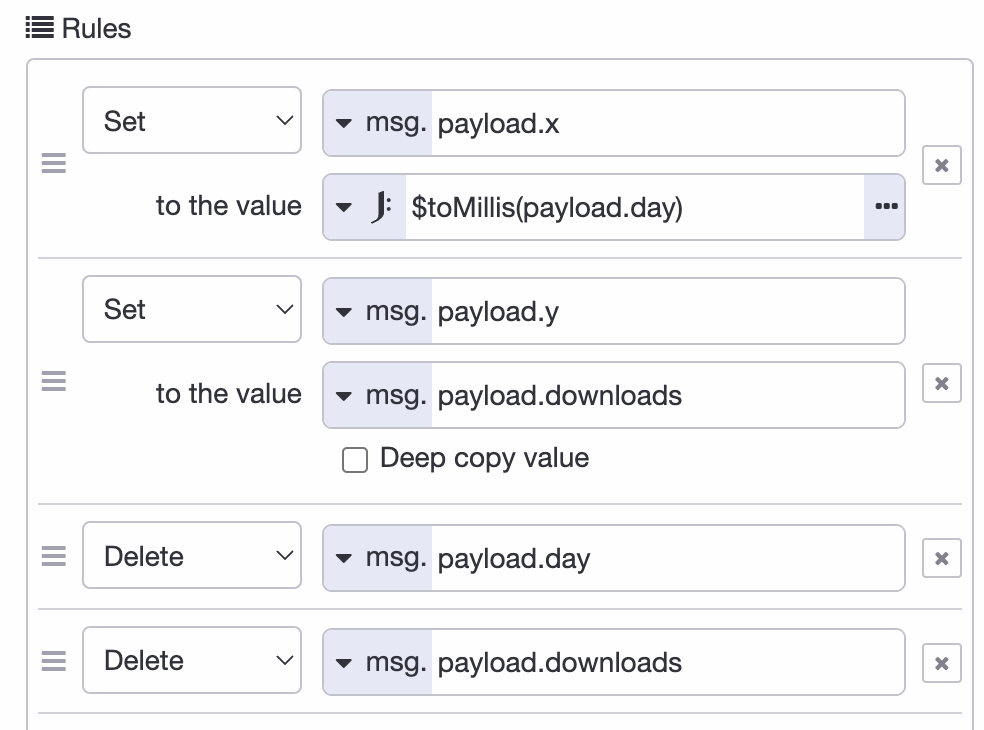 Rules
Set
msg. payload.x
to the value
J: $toMillis(payload.day)
Set
msg. payload.y
to the value
msg. payload.downloads
Deep copy value
Delete
msg. payload.day
Delete
msg. payload.downloads